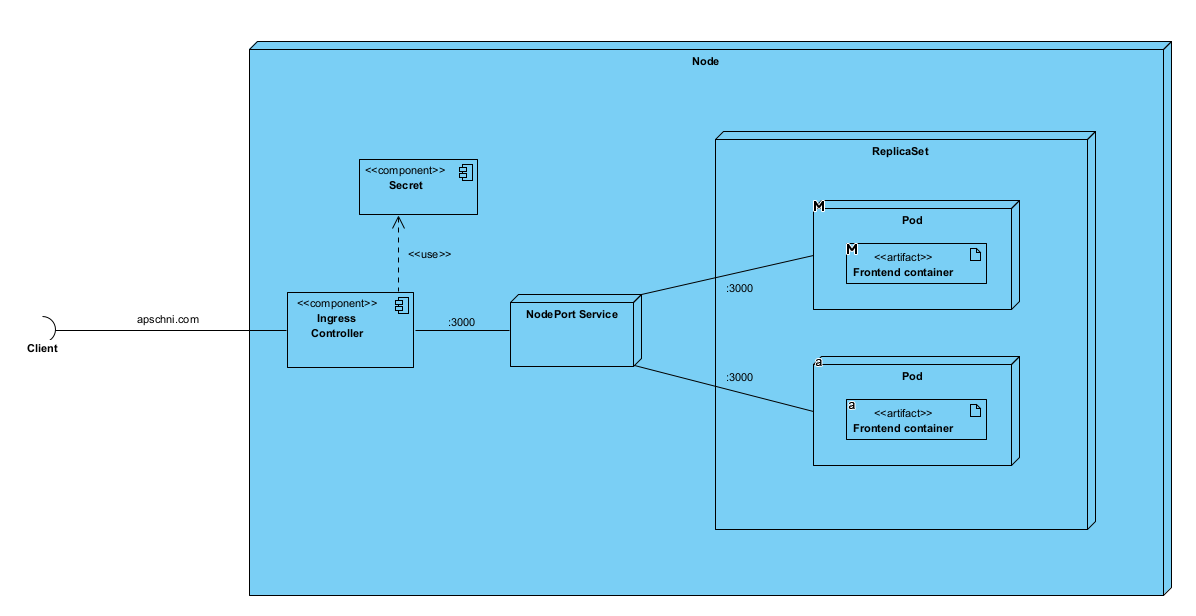 Node
ReplicaSet
<<component>>
Secret
<<use>>
M
Pod
M
<<artifact>>
Frontend container
:3000
<<component>>
Ingress
Controller
apschni.com
Client
:3000
NodePort Service
:3000
a
Pod
a
<<artifact>>
Frontend container